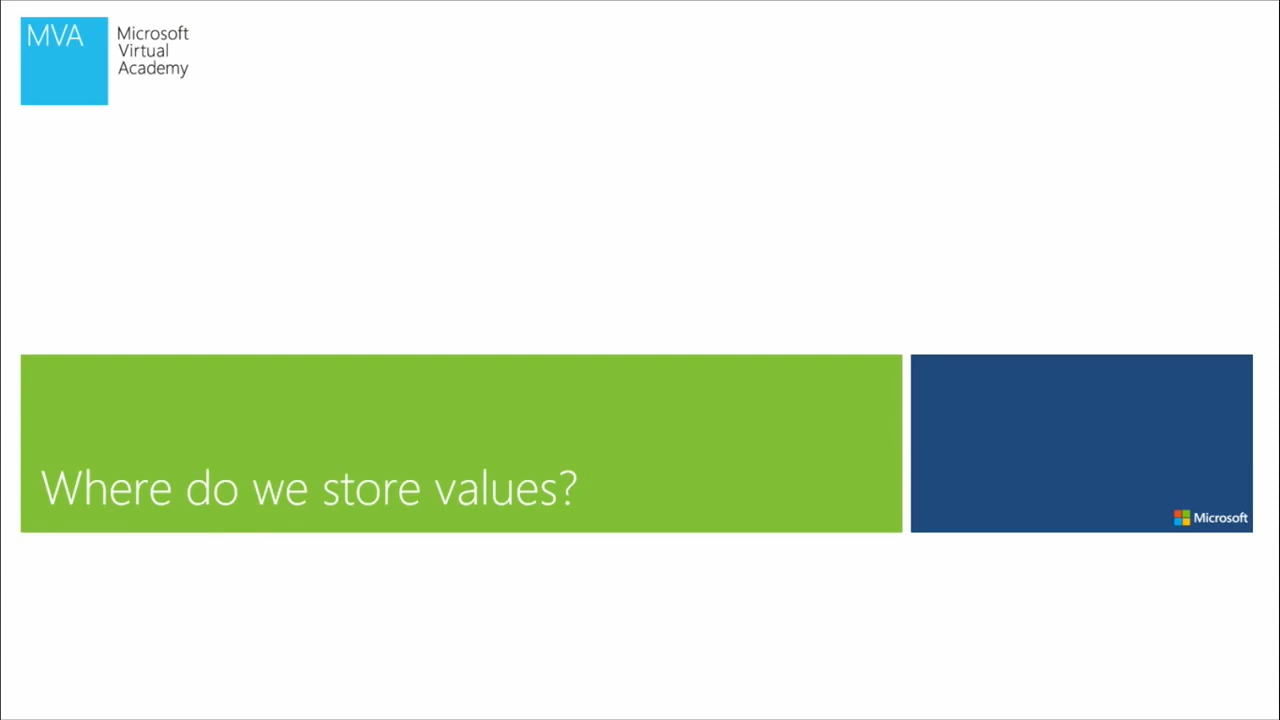 MVA
Microsoft
Virtual
Academy
Where do we store values?
Microsoft